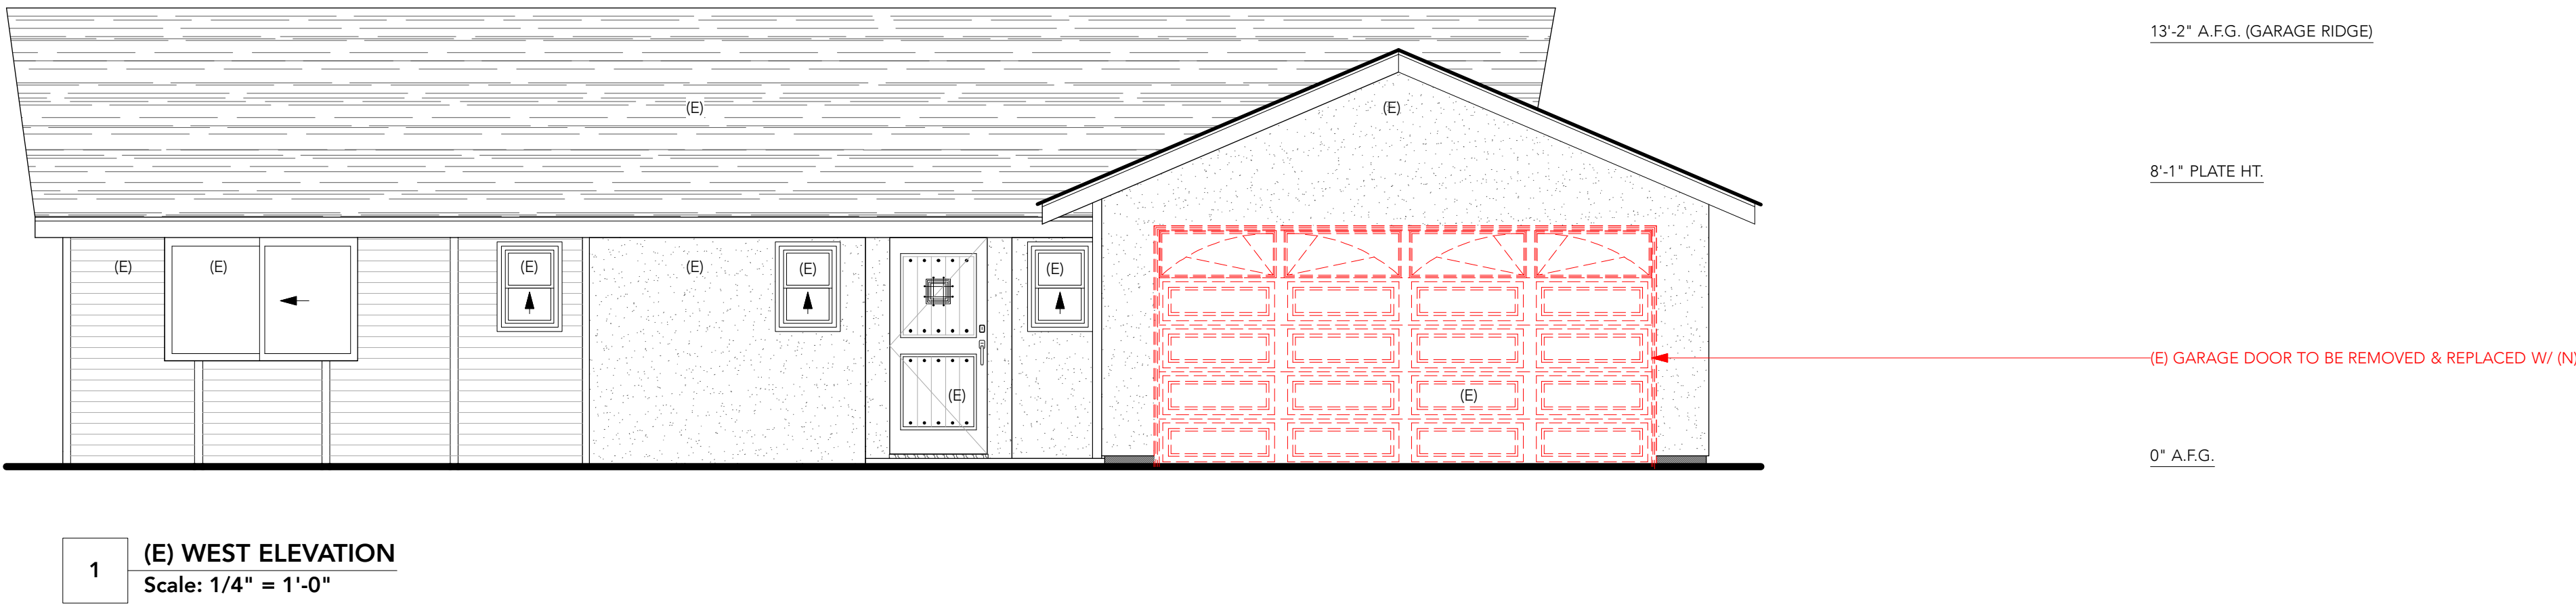 13'-2" A.F.G. (GARAGE RIDGE)
(E)
(E)
8'-1" PLATE HT.
(E)
(E)
(E)
(E)
(E)
(E)
(E) GARAGE DOOR TO BE REMOVED & REPLACED W/ (N)
(E)
(E)
0" A.F.G.
1
(E) WEST ELEVATION
Scale: 1/4" = 1'-0"